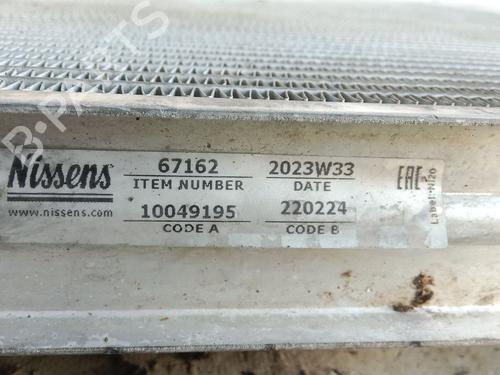 B-PARTS
Nissens
www.nissens.com
67162
ITEM NUMBER
2023W33
DATE
10049195
CODE A
220224
CODE B
EAC